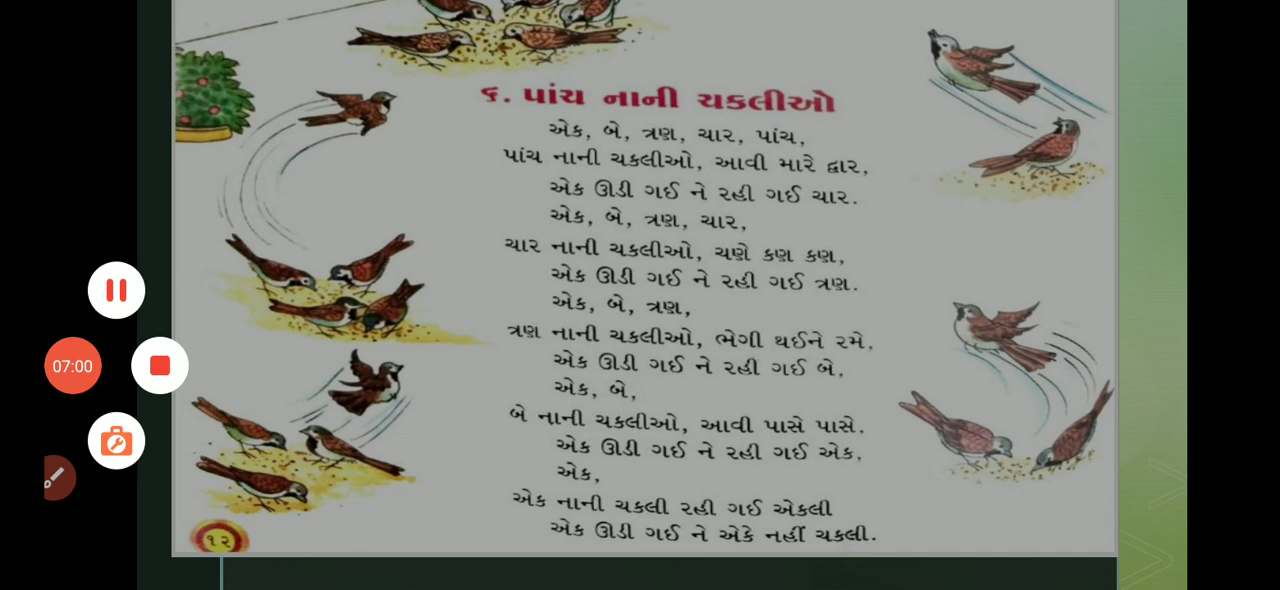 ૬. પાંચ નાની ચકલીઓ
એક, બે, ત્રણ, ચાર, પાંચ,
પાંચ નાની ચકલીઓ, આવી મારે દ્વાર,
એક ઊડી ગઈ ને રહી ગઈ ચાર.
એક, બે, ત્રણ, ચાર,
ચાર નાની ચકલીઓ, ચણે કણ કણ,
એક ઊડી ગઈ ને રહી ગઈ ત્રણ.
એક, બે, ત્રણ,
ત્રણ નાની ચકલીઓ, ભેગી થઈને રમે,
એક ઊડી ગઈ ને રહી ગઈ બે,
એક, બે,
બે નાની ચકલીઓ, આવી પાસે પાસે.
એક ઊડી ગઈ ને રહી ગઈ એક,
એક,
એક નાની ચકલી રહી ગઈ એકલી
એક ઊડી ગઈ ને એકે નહીં ચકલી.
૧૨
07:00